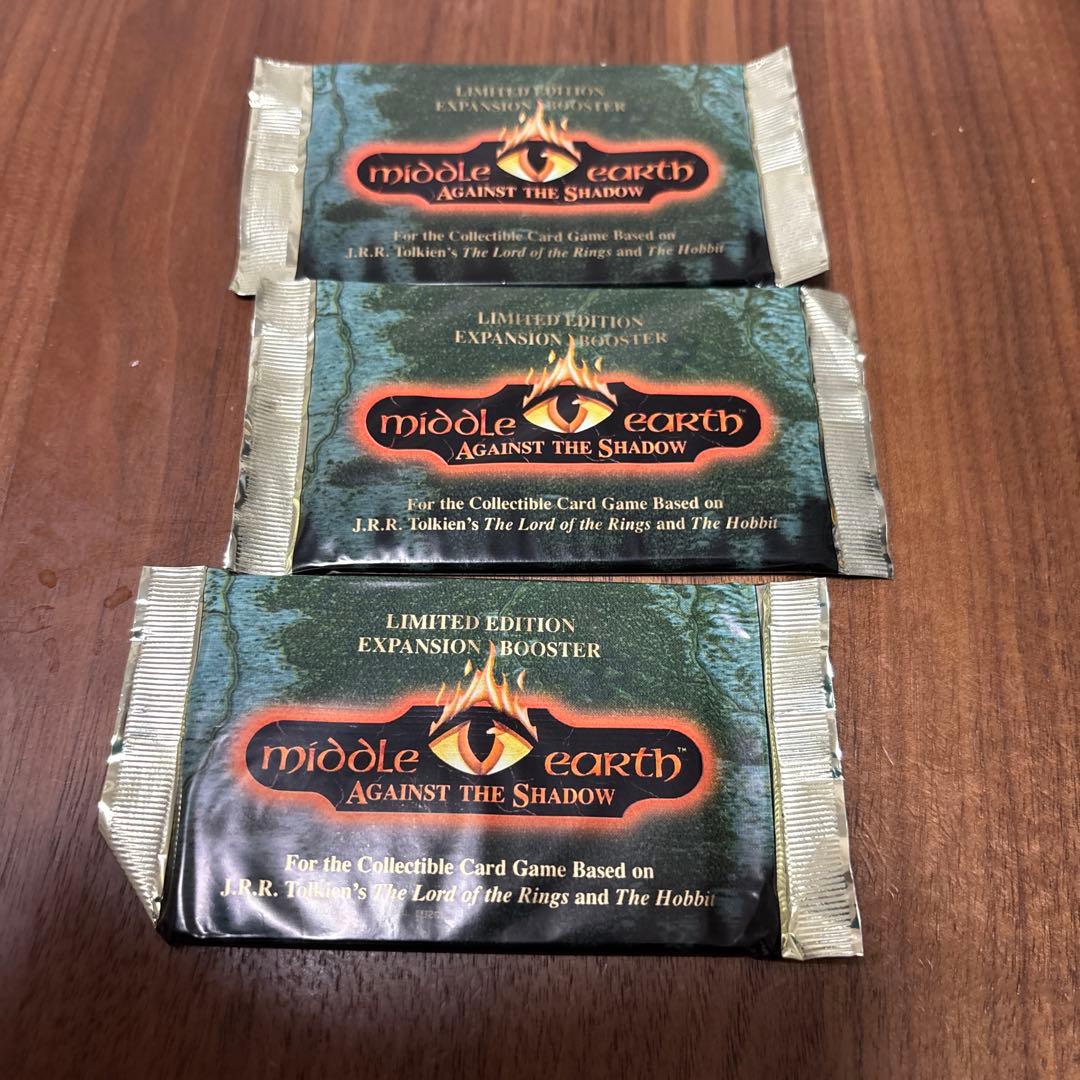 LIMITED EDITION
EXPANSION BOOSTER
middle earth
AGAINST THE SHADOW
For the Collectible Card Game Based on
J.R.R. Tolkien's The Lord of the Rings and The Hobbit
LIMITED EDITION
EXPANSION BOOSTER
middle earth™
AGAINST THE SHADOW
For the Collectible Card Game Based on
J.R.R. Tolkien's The Lord of the Rings and The Hobbit
LIMITED EDITION
EXPANSION BOOSTER
middle earth™
AGAINST THE SHADOW
For the Collectible Card Game Based on
J.R.R. Tolkien's The Lord of the Rings and The Hobbit